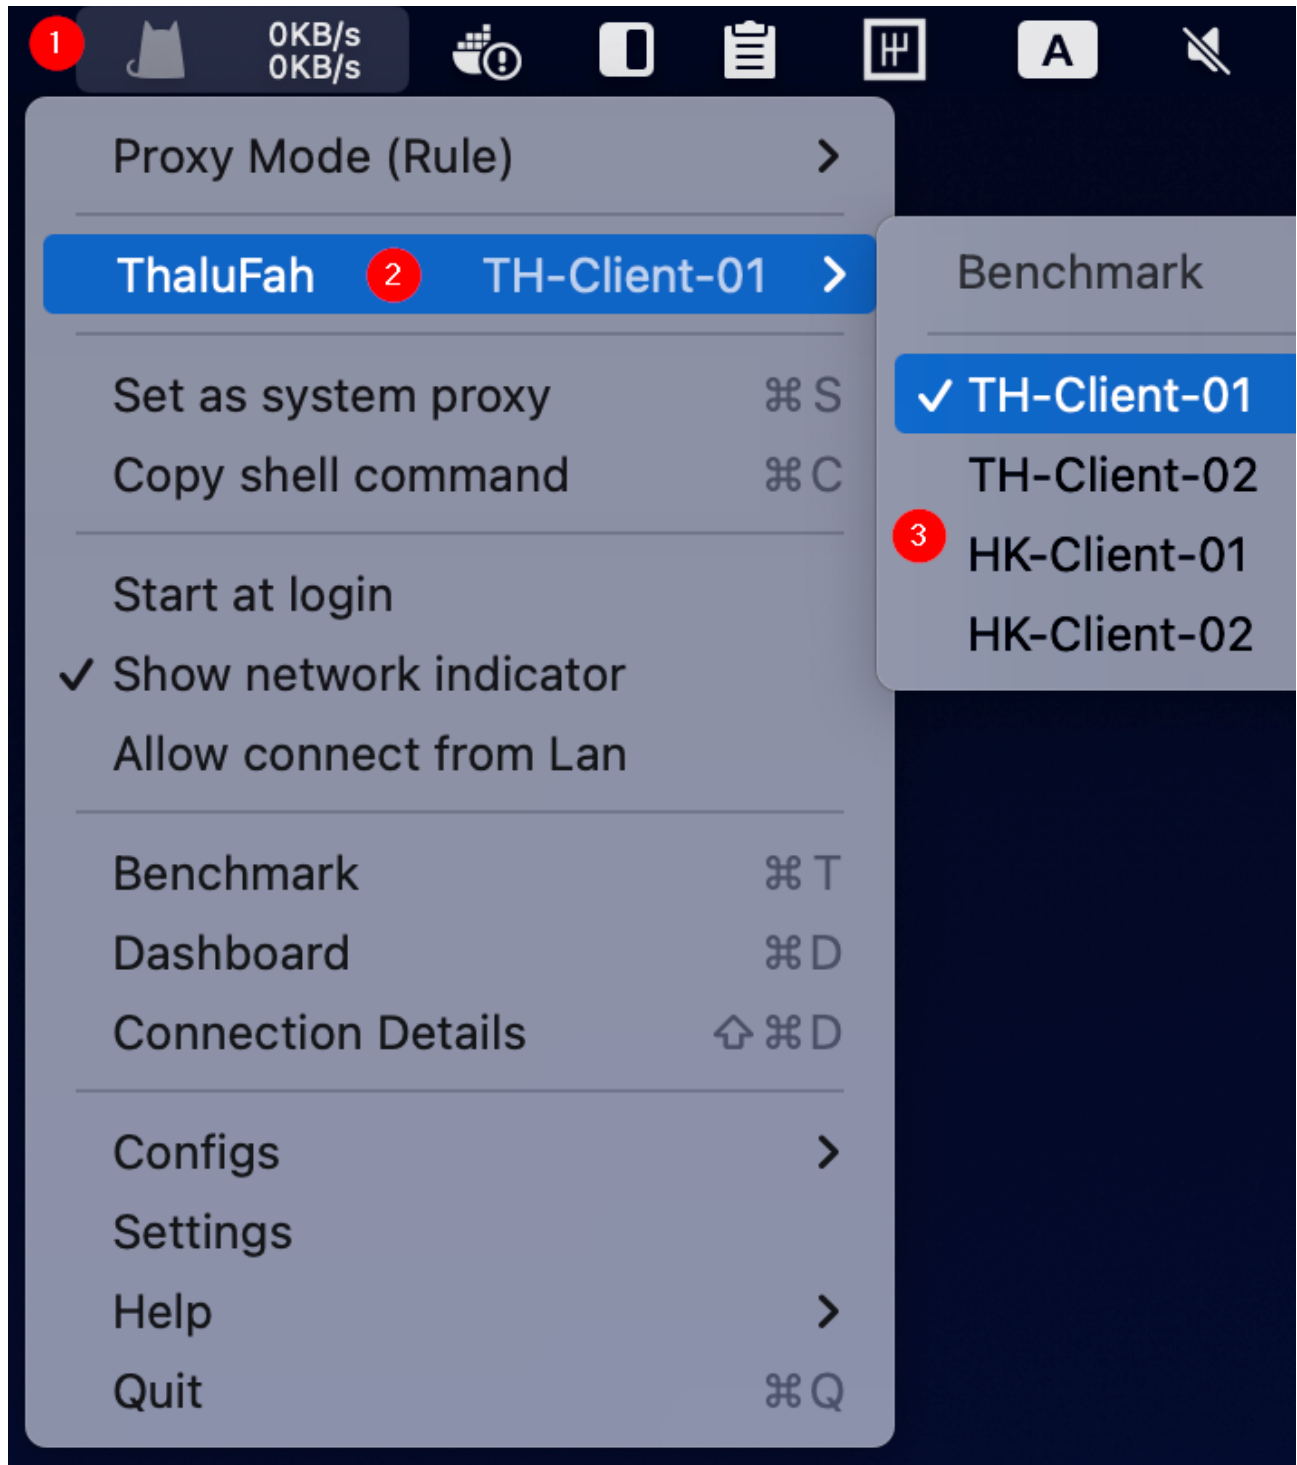 1
0KB/s
0KB/s
A
Proxy Mode (Rule)
ThaluFah 2 TH-Client-01
Set as system proxy ⌘ S
Copy shell command ⌘ C
Start at login
✓ Show network indicator
Allow connect from Lan
Benchmark ⌘ T
Dashboard ⌘ D
Connection Details ⇧ ⌘ D
Configs
Settings
Help
Quit ⌘ Q
Benchmark
✓ TH-Client-01
TH-Client-02
3
HK-Client-01
HK-Client-02